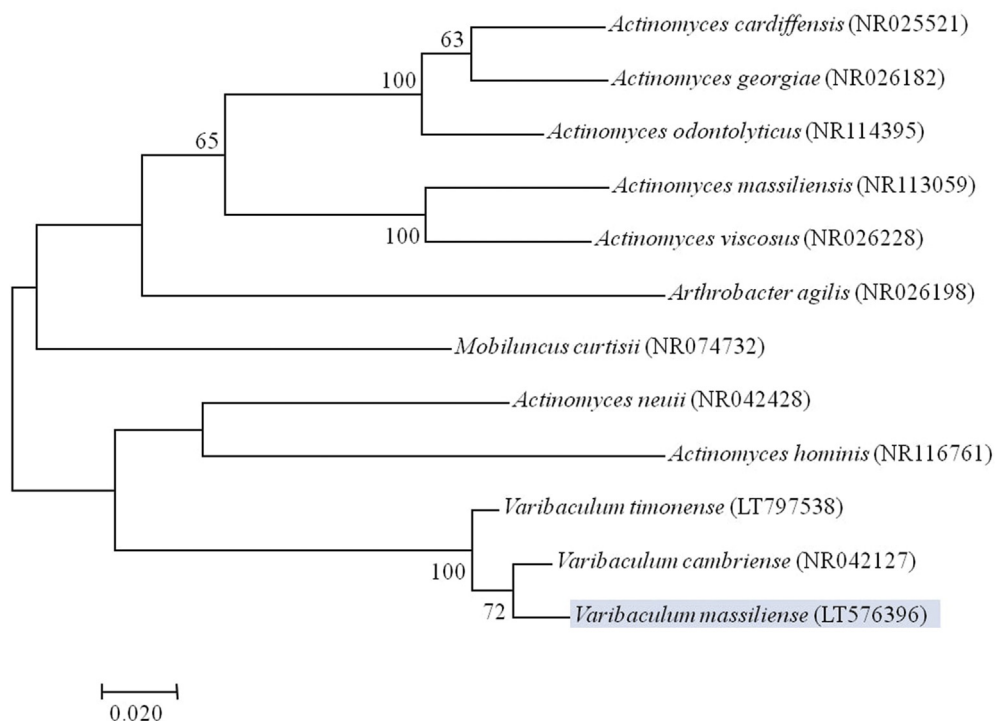 Actinomyces cardiffensis (NR025521)
63
Actinomyces georgiae (NR026182)
100
Actinomyces odontolyticus (NR114395)
65
Actinomyces massiliensis (NR113059)
100
Actinomyces viscosus (NR026228)
Arthrobacter agilis (NR026198)
Mobiluncus curtisii (NR074732)
Actinomyces neuii (NR042428)
Actinomyces hominis (NR116761)
Varibaculum timonense (LT797538)
Varibaculum cambriense (NR042127)
100
72
Varibaculum massiliense (LT576396)
0.020